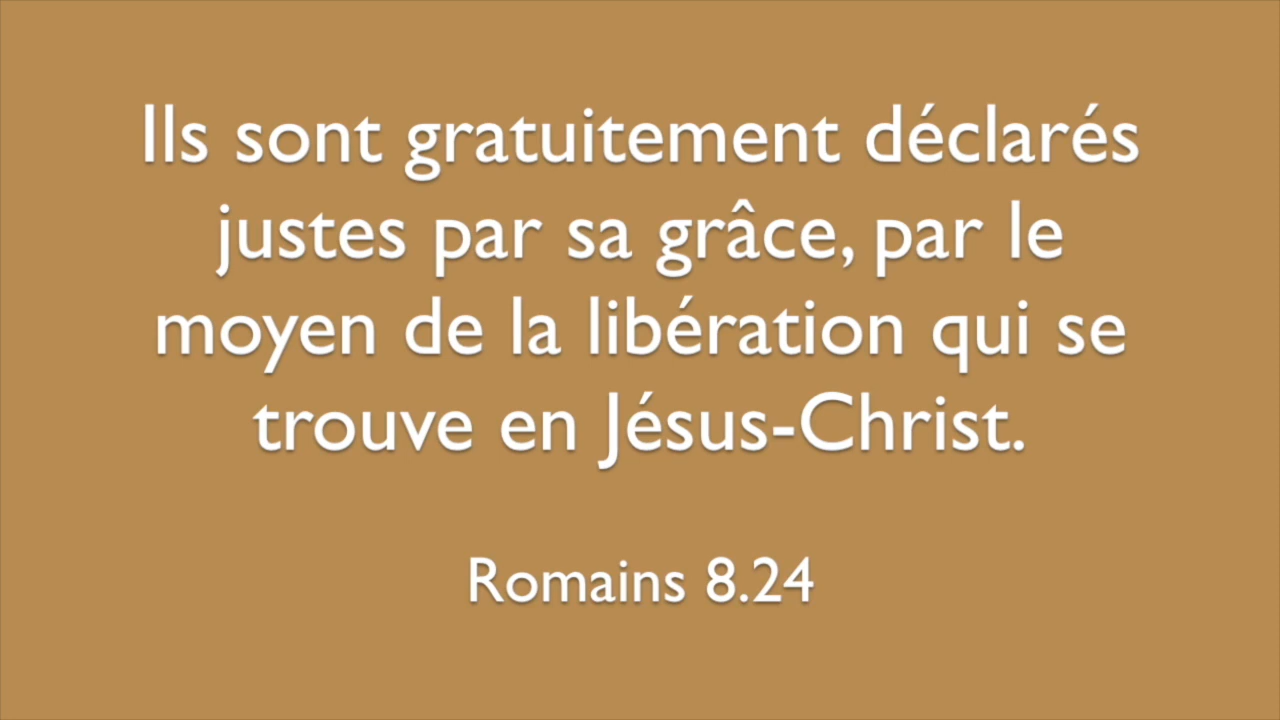 Ils sont gratuitement déclarés
justes par sa grâce, par le
moyen de la libération qui se
trouve en Jésus-Christ.
Romains 8.24